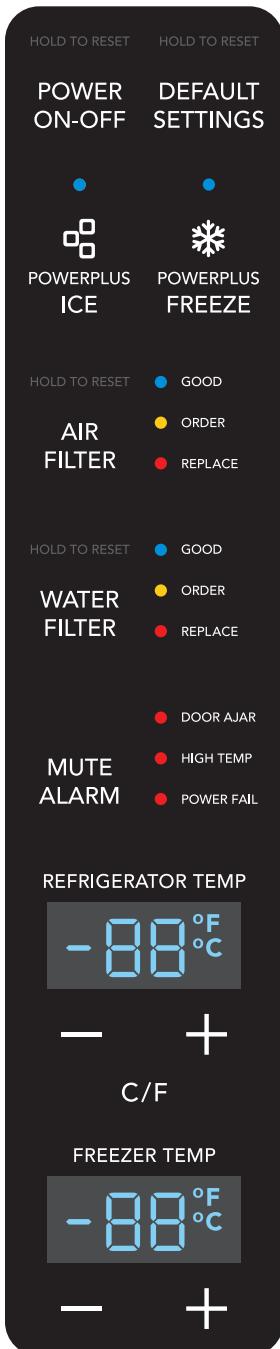 HOLD TO RESET
HOLD TO RESET
POWER
ON-OFF
DEFAULT
SETTINGS
POWERPLUS
ICE
POWERPLUS
FREEZE
HOLD TO RESET
AIR
FILTER
GOOD
ORDER
REPLACE
HOLD TO RESET
WATER
FILTER
GOOD
ORDER
REPLACE
MUTE
ALARM
DOOR AJAR
HIGH TEMP
POWER FAIL
REFRIGERATOR TEMP
-88 °F
°C
— +
C/F
FREEZER TEMP
-88 °F
°C
— +